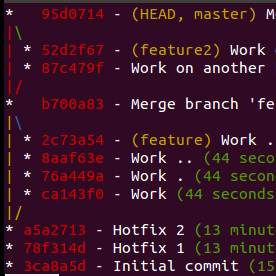 * 95d0714 - (HEAD, master)
|\
| * 52d2f67 - (feature2) Work
| * 87c479f - Work on another
|/
* b700a83 - Merge branch 'fe
|\
| * 2c73a54 - (feature) Work .
| * 8aaf63e - Work .. (44 seco
| * 76a449a - Work . (44 secon
| * ca143f0 - Work (44 seconds
|/
* a5a2713 - Hotfix 2 (13 minut
* 78f314d - Hotfix 1 (13 minut
* 3ca8a5d - Initial commit (15